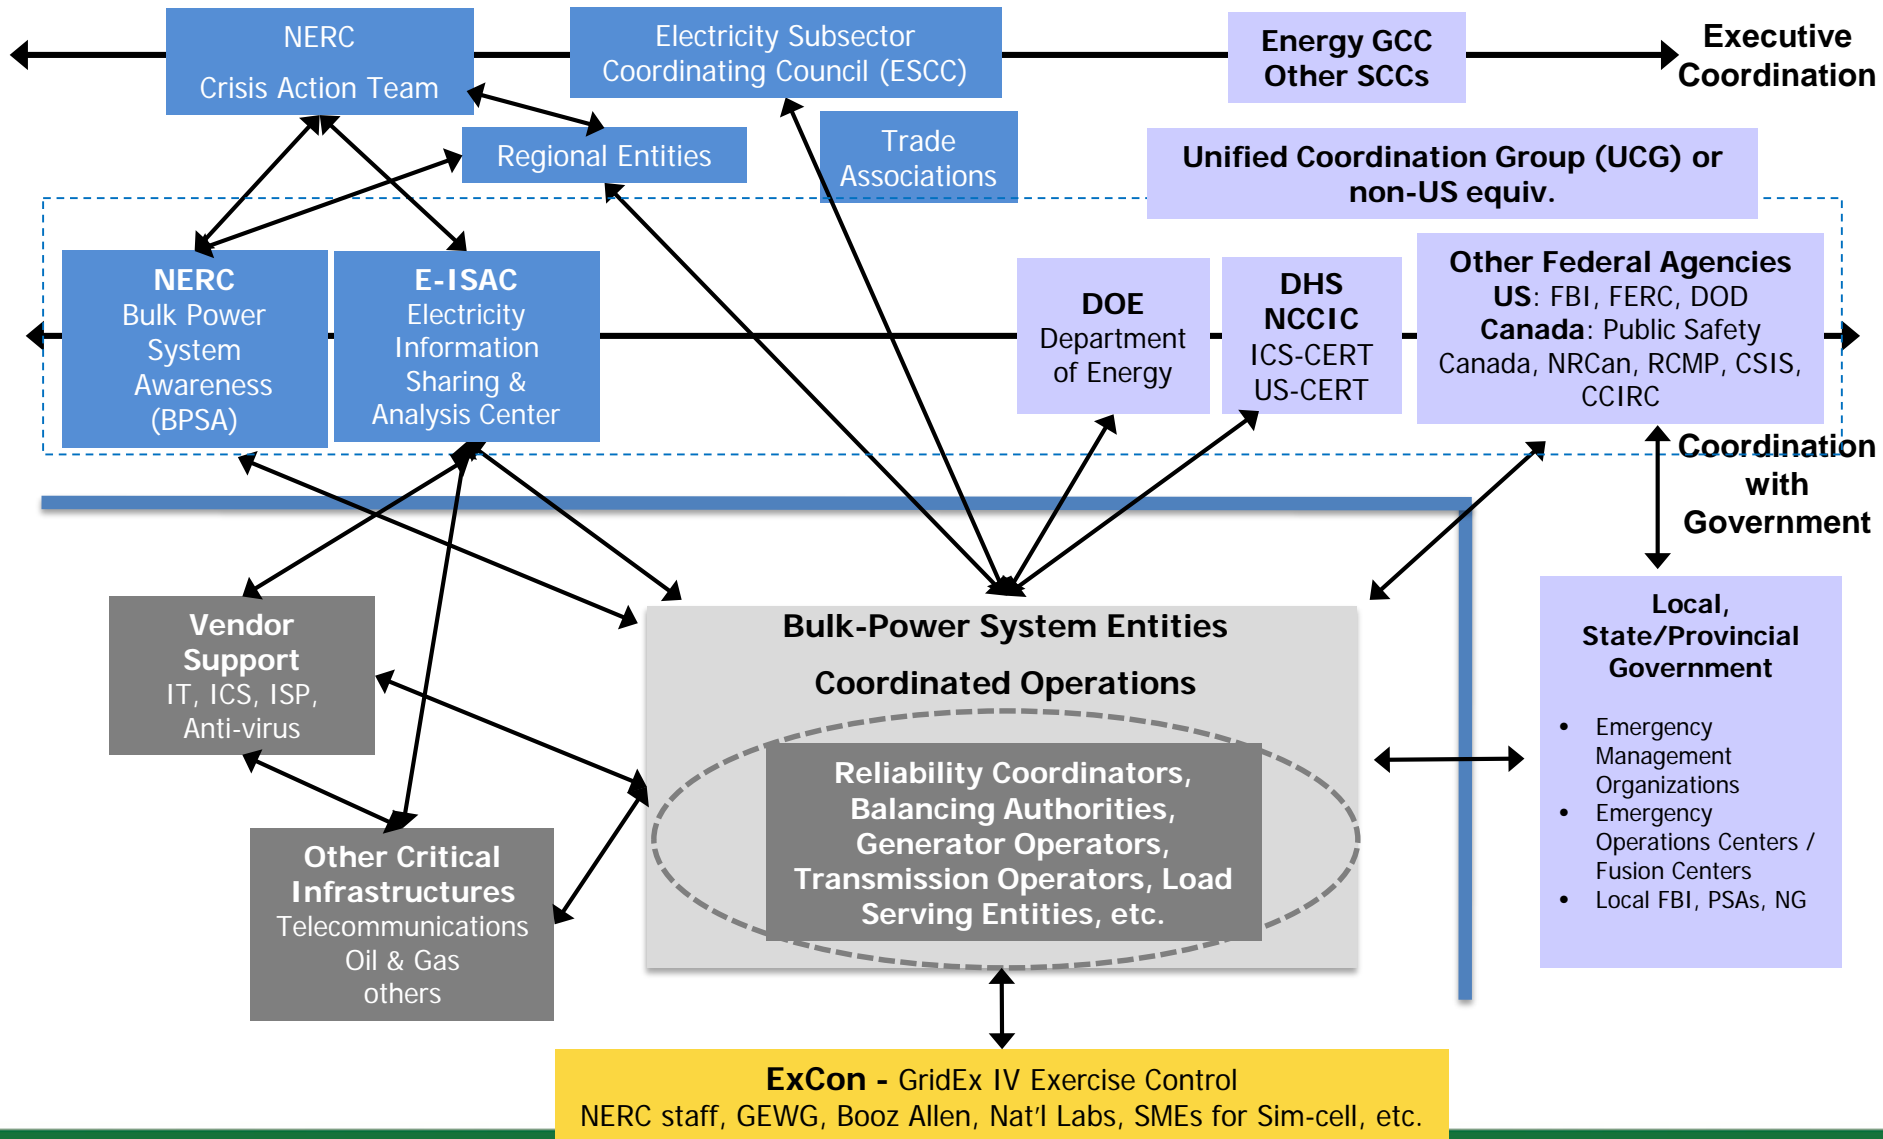 NERC
Crisis Action Team
Electricity Subsector
Coordinating Council (ESCC)
Energy GCC
Other SCCs
Executive
Coordination
Regional Entities
Trade
Associations
Unified Coordination Group (UCG) or
non-US equiv.
NERC
Bulk Power
System
Awareness
(BPSA)
E-ISAC
Electricity
Information
Sharing &
Analysis Center
DOE
Department
of Energy
DHS
NCCIC
ICS-CERT
US-CERT
Other Federal Agencies
US: FBI, FERC, DOD
Canada: Public Safety
Canada, NRCan, RCMP, CSIS,
CCIRC
Coordination
with
Government
Vendor
Support
IT, ICS, ISP,
Anti-virus
Other Critical
Infrastructures
Telecommunications
Oil & Gas
others
Bulk-Power System Entities
Coordinated Operations
Reliability Coordinators,
Balancing Authorities,
Generator Operators,
Transmission Operators, Load
Serving Entities, etc.
Local,
State/Provincial
Government
• Emergency
Management
Organizations
• Emergency
Operations Centers /
Fusion Centers
• Local FBI, PSAs, NG
ExCon - GridEx IV Exercise Control
NERC staff, GEWG, Booz Allen, Nat'l Labs, SMEs for Sim-cell, etc.